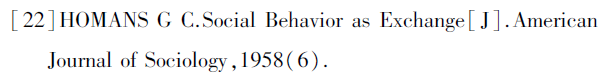 [22]HOMANS G C.Social Behavior as Exchange[J].American
Journal of Sociology,1958(6).